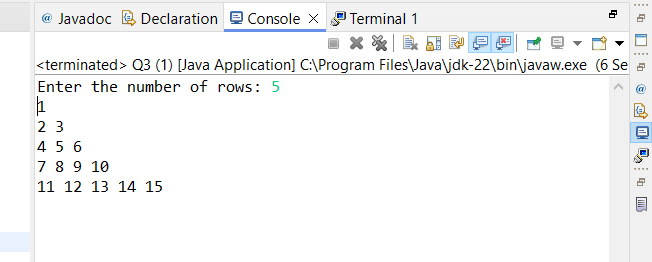 @ Javadoc Declaration Console × Terminal 1
<terminated> Q3 (1) [Java Application] C:\Program Files\Java\jdk-22\bin\javaw.exe (6 Se
Enter the number of rows: 5
1
2 3
4 5 6
7 8 9 10
11 12 13 14 15